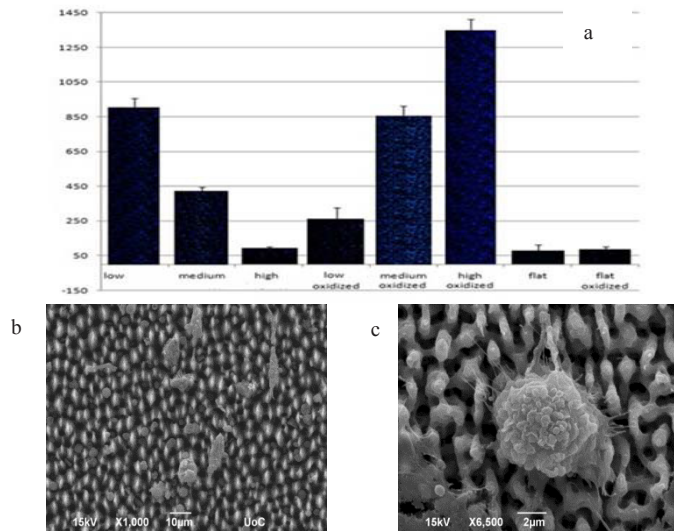 1450
a
1250
1050
850
650
450
250
50
-150
low medium high low oxidized medium oxidized high oxidized flat flat oxidized
b
c
15kV X1,000 10μm UoC
15kV X6,500 2μm